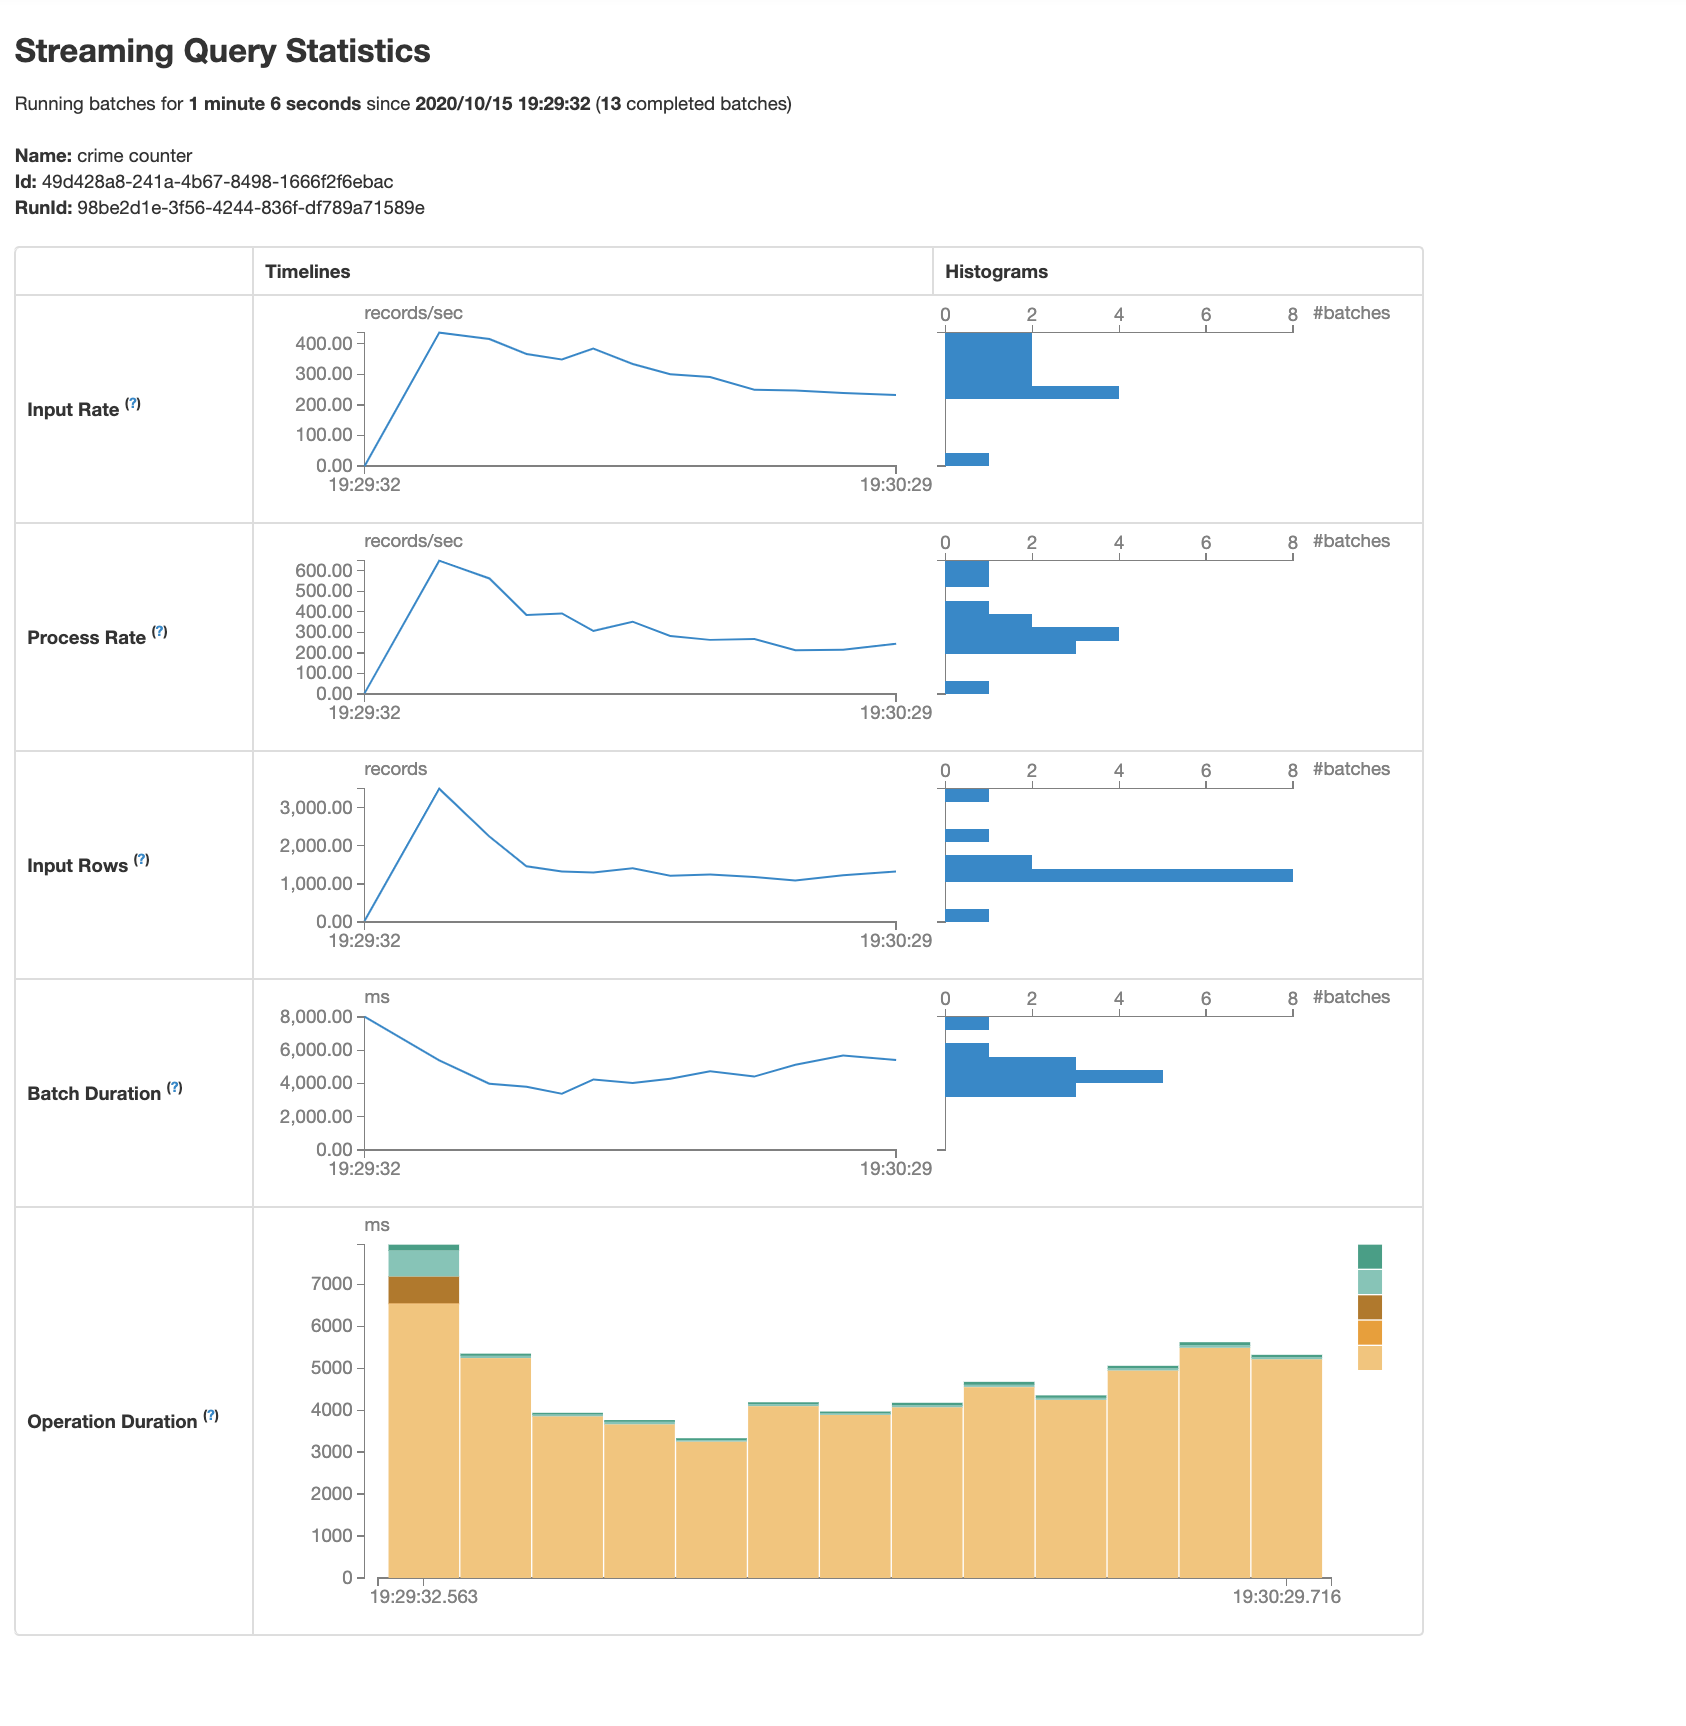 Streaming Query Statistics
Running batches for 1 minute 6 seconds since 2020/10/15 19:29:32 (13 completed batches)
Name: crime counter
Id: 49d428a8-241a-4b67-8498-1666f2f6ebac
RunId: 98be2d1e-3f56-4244-836f-df789a71589e
Timelines
Histograms
Input Rate (?)
records/sec
400.00
300.00
200.00
100.00
0.00
19:29:32
19:30:29
0 2 4 6 8 #batches
Process Rate (?)
records/sec
600.00
500.00
400.00
300.00
200.00
100.00
0.00
19:29:32
19:30:29
0 2 4 6 8 #batches
Input Rows (?)
records
3,000.00
2,000.00
1,000.00
0.00
19:29:32
19:30:29
0 2 4 6 8 #batches
Batch Duration (?)
ms
8,000.00
6,000.00
4,000.00
2,000.00
0.00
19:29:32
19:30:29
0 2 4 6 8 #batches
Operation Duration (?)
ms
7000
6000
5000
4000
3000
2000
1000
0
19:29:32.563
19:30:29.716